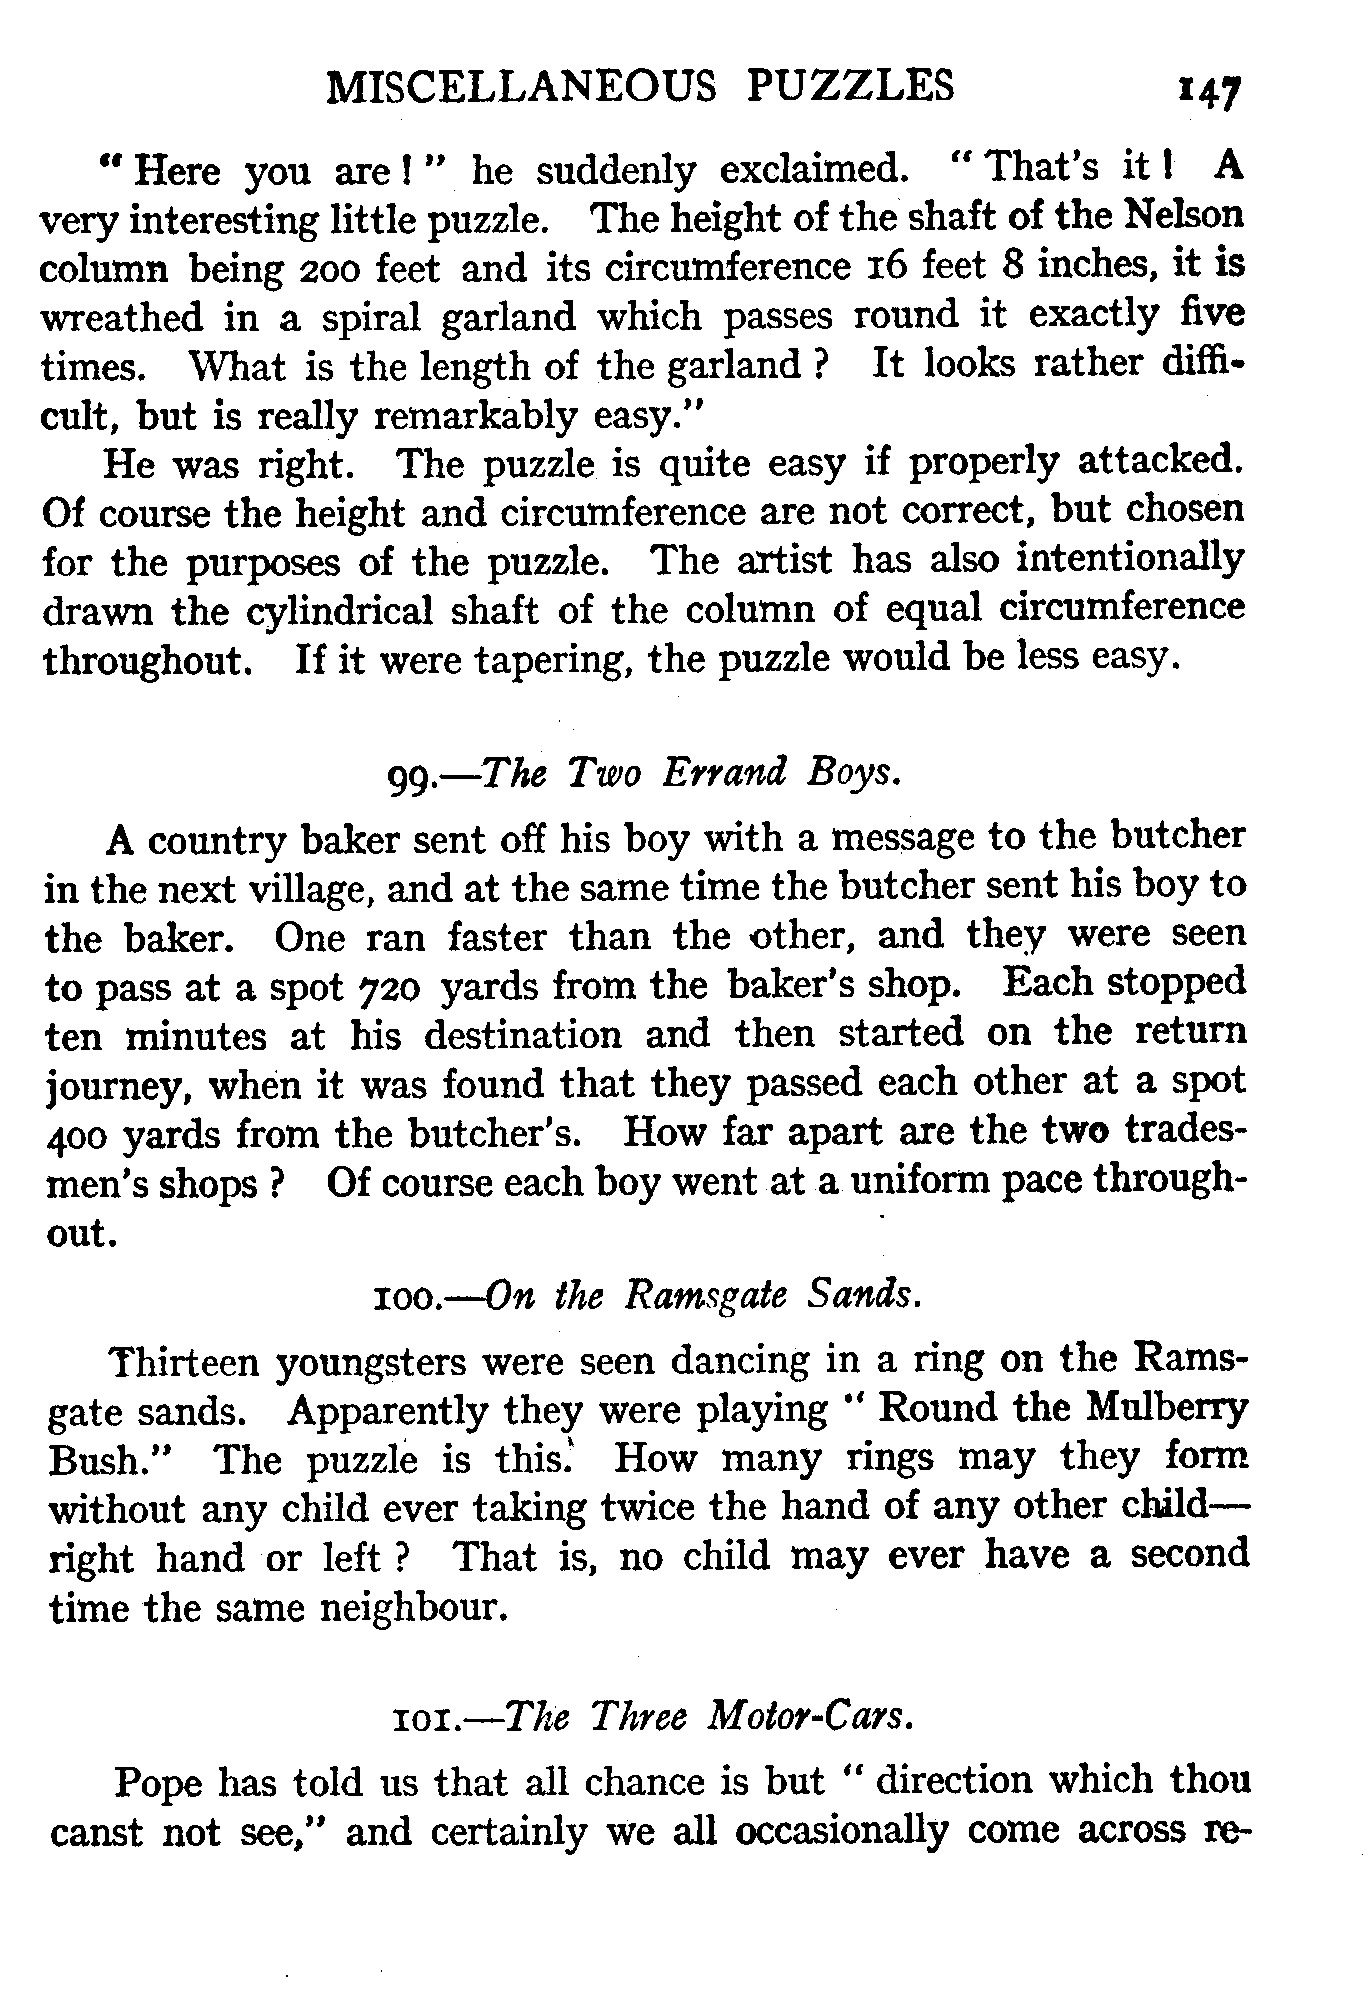 MISCELLANEOUS PUZZLES 147
" Here you are ! " he suddenly exclaimed. " That's it ! A
very interesting little puzzle. The height of the shaft of the Nelson
column being 200 feet and its circumference 16 feet 8 inches, it is
wreathed in a spiral garland which passes round it exactly five
times. What is the length of the garland ? It looks rather diffi-
cult, but is really remarkably easy."
He was right. The puzzle is quite easy if properly attacked.
Of course the height and circumference are not correct, but chosen
for the purposes of the puzzle. The artist has also intentionally
drawn the cylindrical shaft of the column of equal circumference
throughout. If it were tapering, the puzzle would be less easy.
99.—The Two Errand Boys.
A country baker sent off his boy with a message to the butcher
in the next village, and at the same time the butcher sent his boy to
the baker. One ran faster than the other, and they were seen
to pass at a spot 720 yards from the baker's shop. Each stopped
ten minutes at his destination and then started on the return
journey, when it was found that they passed each other at a spot
400 yards from the butcher's. How far apart are the two trades-
men's shops ? Of course each boy went at a uniform pace through-
out.
100.—On the Ramsgate Sands.
Thirteen youngsters were seen dancing in a ring on the Rams-
gate sands. Apparently they were playing " Round the Mulberry
Bush." The puzzle is this. How many rings may they form
without any child ever taking twice the hand of any other child—
right hand or left ? That is, no child may ever have a second
time the same neighbour.
101.—The Three Motor-Cars.
Pope has told us that all chance is but " direction which thou
canst not see," and certainly we all occasionally come across re-